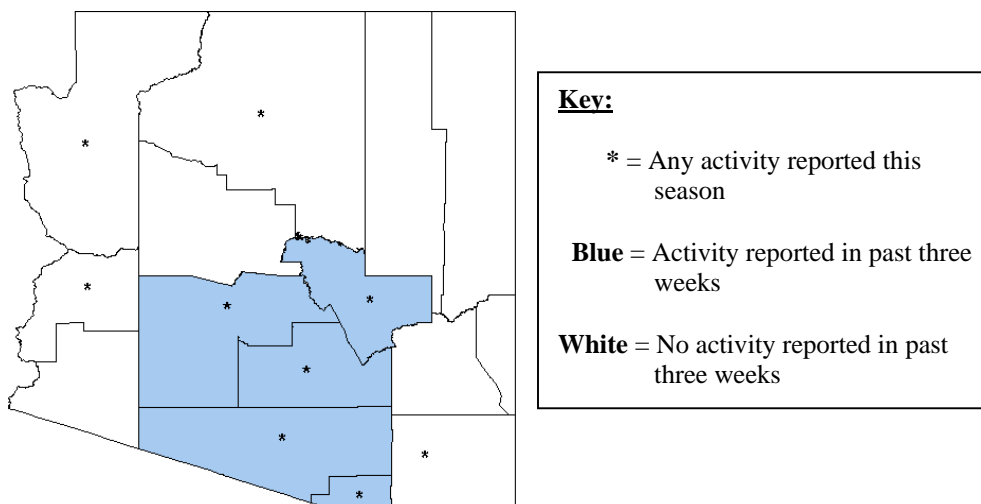 *
*
Key:
* = Any activity reported this
season
Blue = Activity reported in past three
weeks
*
*
*
White = No activity reported in past
three weeks
*
*
*
*